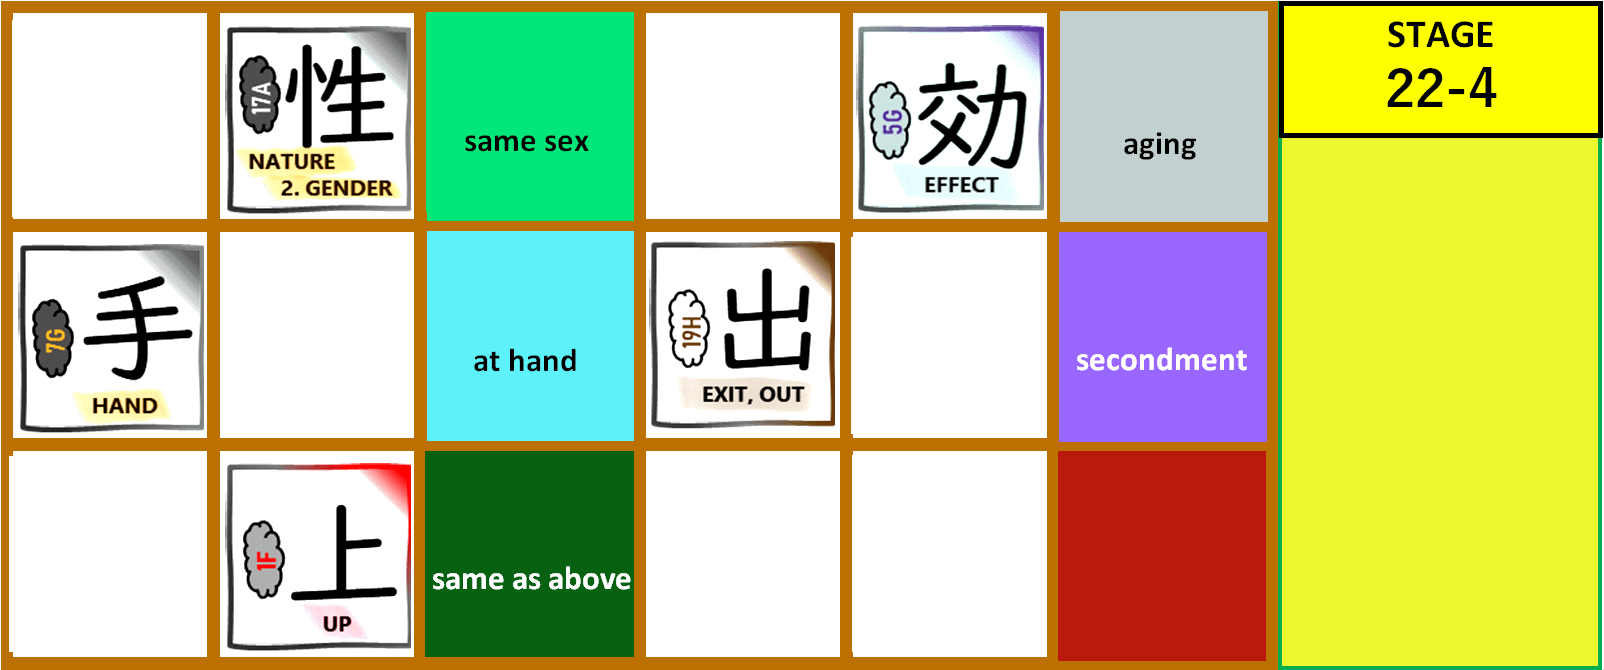 17A
性
NATURE
2. GENDER
same sex
5G
効
EFFECT
aging
STAGE
22-4
7G
手
HAND
at hand
19H
出
EXIT, OUT
secondment
1F
上
UP
same as above